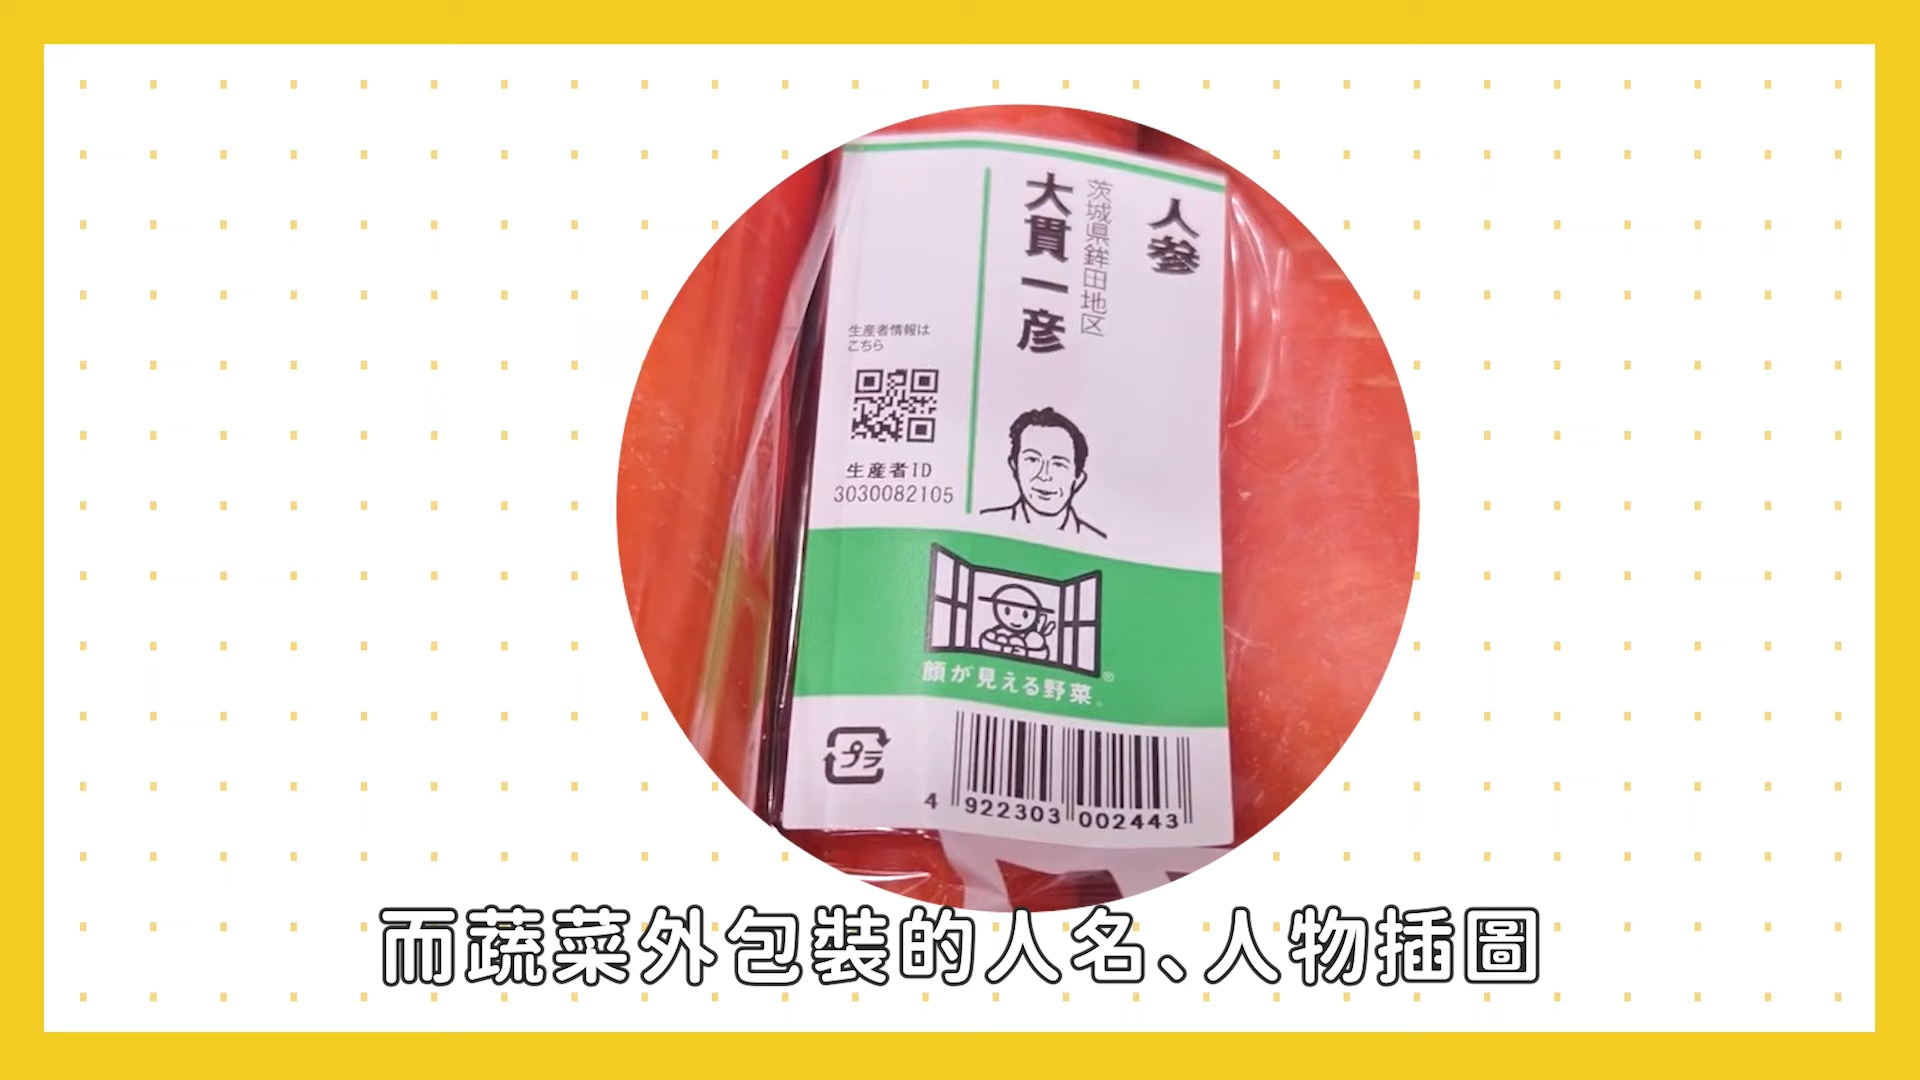 人参
茨城県鉾田地区
大貫一彦
生産者情報は
こちら
生産者ID
3030082105
顔が見える野菜。®
プラ
4 922303 002443
而蔬菜外包裝的人名、人物插圖